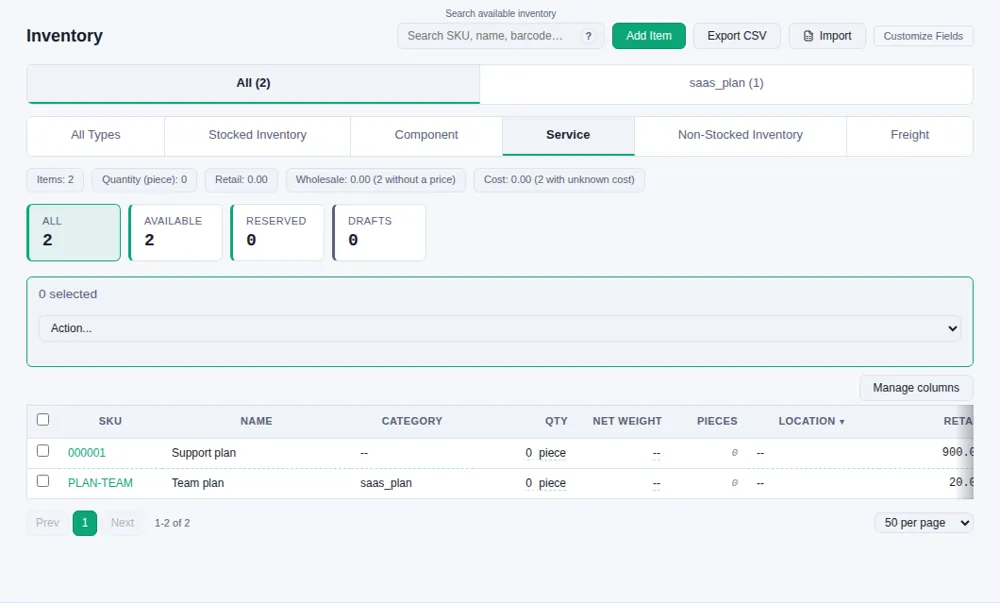 Search available inventory
Inventory
Search SKU, name, barcode… ?
Add Item
Export CSV
Import
Customize Fields
All (2)
saas_plan (1)
All Types
Stocked Inventory
Component
Service
Non-Stocked Inventory
Freight
Items: 2
Quantity (piece): 0
Retail: 0.00
Wholesale: 0.00 (2 without a price)
Cost: 0.00 (2 with unknown cost)
ALL
2
AVAILABLE
2
RESERVED
0
DRAFTS
0
0 selected
Action...
Manage columns
SKU NAME CATEGORY QTY NET WEIGHT PIECES LOCATION ▾ RETA
000001 Support plan -- 0 piece -- 0 -- 900.0
PLAN-TEAM Team plan saas_plan 0 piece -- 0 -- 20.0
Prev 1 Next 1-2 of 2 50 per page